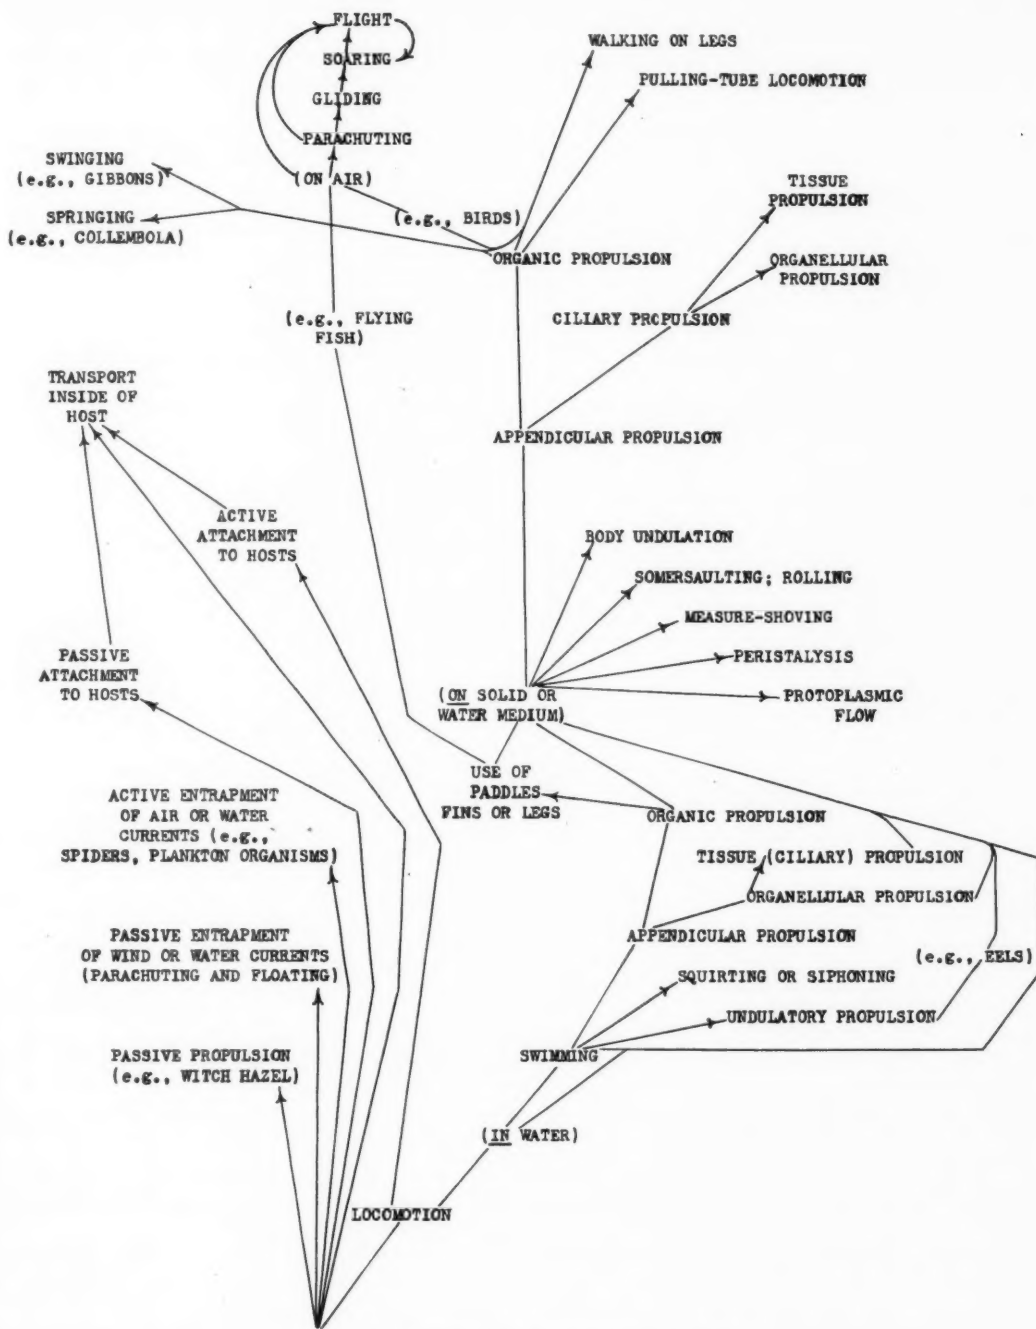 FLIGHT
SOARING
GLIDING
PARACHUTING
(ON AIR)
WALKING ON LEGS
PULLING-TUBE LOCOMOTION
SWINGING
(e.g., GIBBONS)
SPRINGING
(e.g., COLLEMBOLA)
(e.g., BIRDS)
ORGANIC PROPULSION
TISSUE
PROPULSION
ORGANELLULAR
PROPULSION
CILIARY PROPULSION
(e.g., FLYING
FISH)
TRANSPORT
INSIDE OF
HOST
APPENDICULAR PROPULSION
ACTIVE
ATTACHMENT
TO HOSTS
BODY UNDULATION
SOMERSAULTING; ROLLING
MEASURE-SHOVING
PERISTALYSIS
PROTOPLASMIC
FLOW
PASSIVE
ATTACHMENT
TO HOSTS
(ON SOLID OR
WATER MEDIUM)
USE OF
PADDLES
FINS OR LEGS
ORGANIC PROPULSION
ACTIVE ENTRAPMENT
OF AIR OR WATER
CURRENTS (e.g.,
SPIDERS, PLANKTON ORGANISMS)
TISSUE (CILIARY) PROPULSION
ORGANELLULAR PROPULSION
APPENDICULAR PROPULSION
(e.g., EELS)
PASSIVE ENTRAPMENT
OF WIND OR WATER CURRENTS
(PARACHUTING AND FLOATING)
SQUIRTING OR SIPHONING
UNDULATORY PROPULSION
SWIMMING
PASSIVE PROPULSION
(e.g., WITCH HAZEL)
(IN WATER)
LOCOMOTION